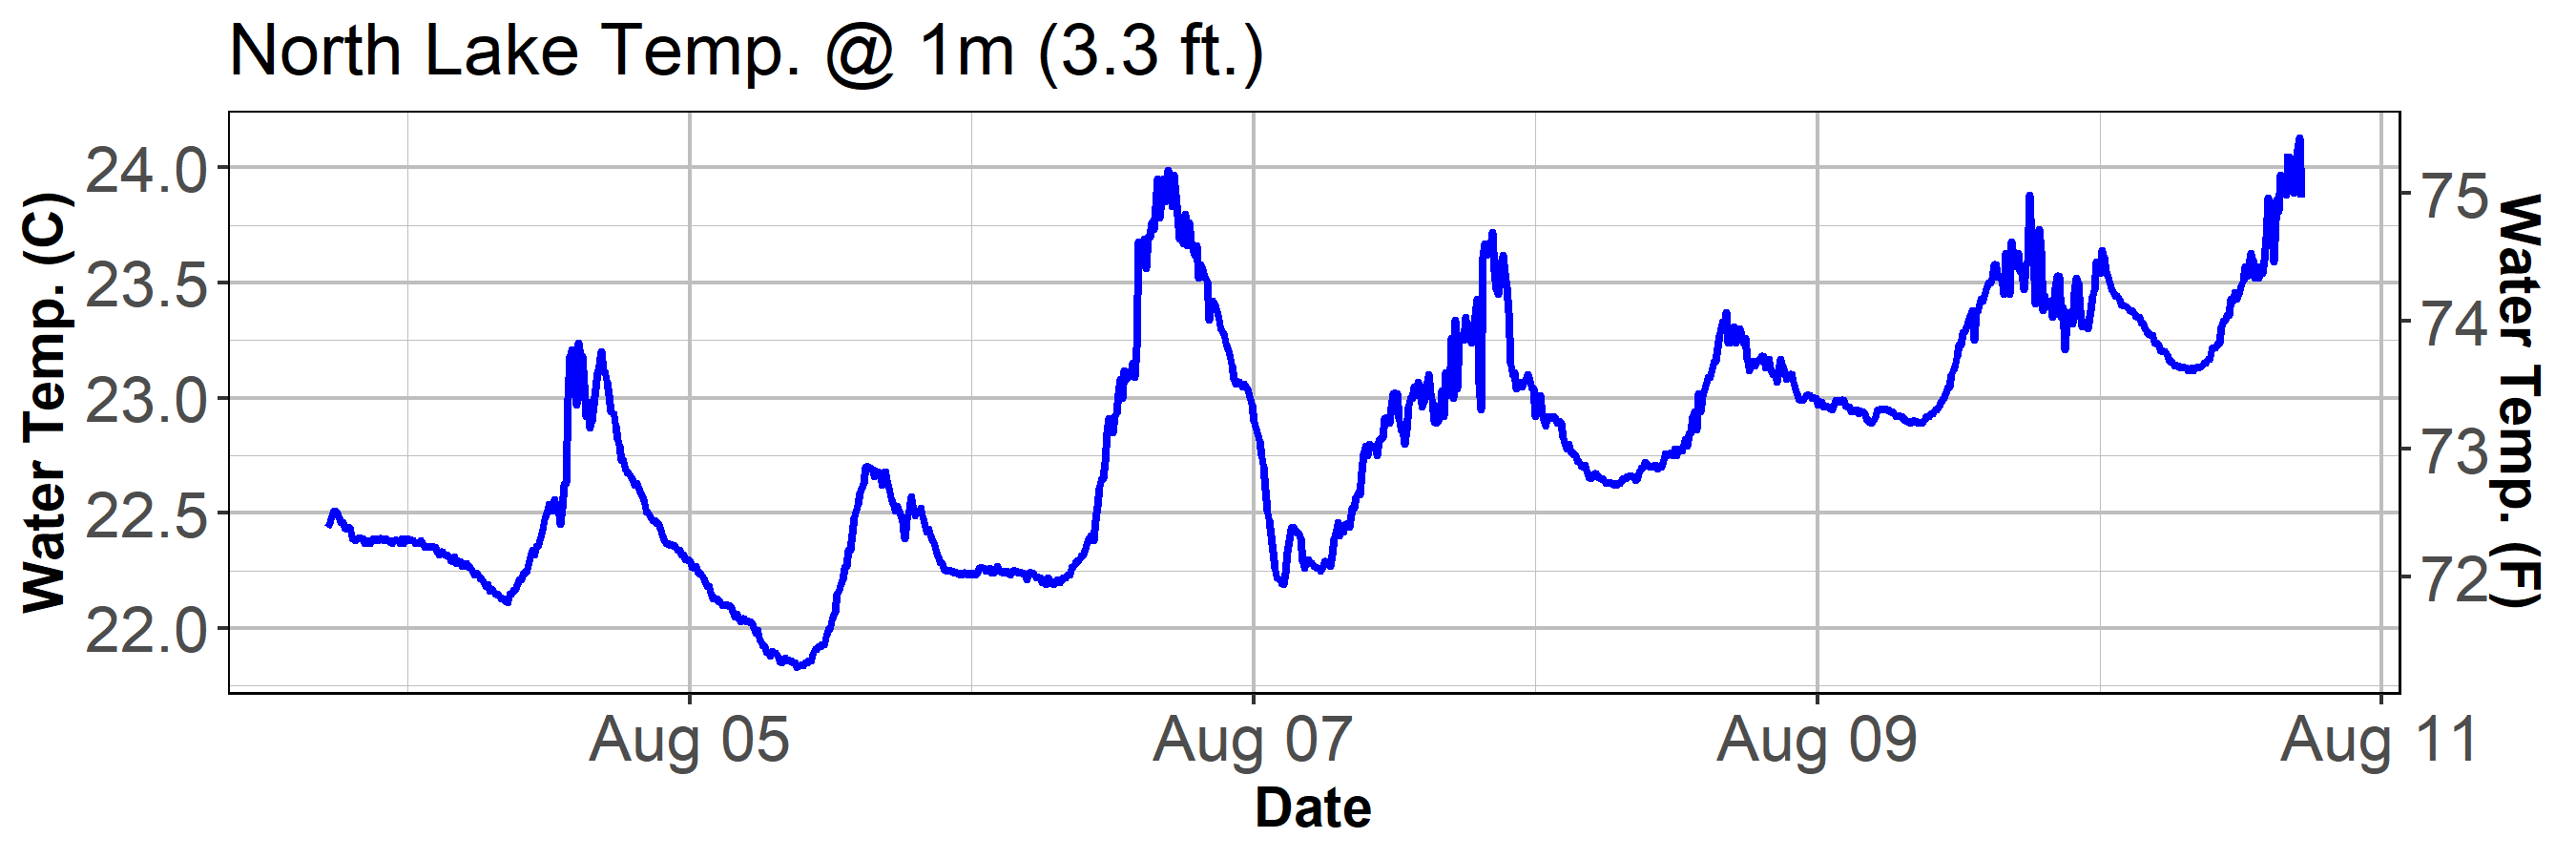 North Lake Temp. @ 1m (3.3 ft.)
Water Temp. (C)
24.0
23.5
23.0
22.5
22.0
75
74
73
72
Water Temp. (F)
Aug 05
Aug 07
Aug 09
Aug 11
Date